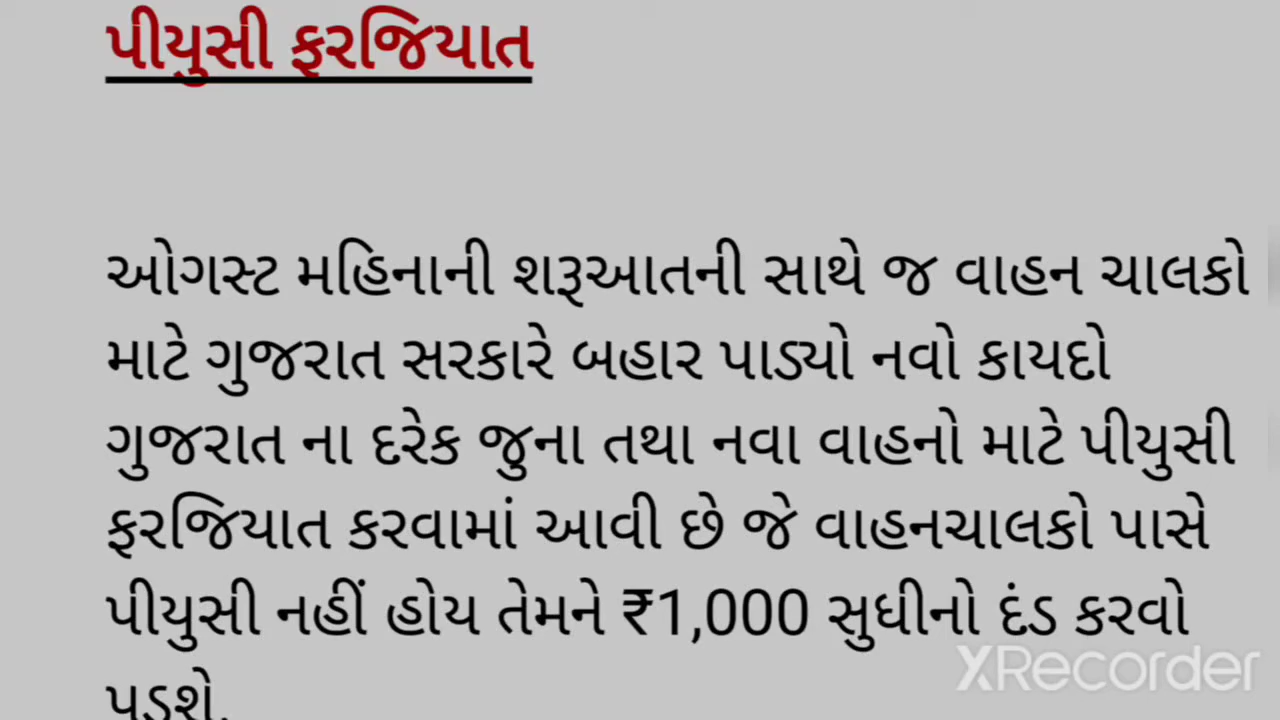 પીયુસી ફરજિયાત
ઓગસ્ટ મહિનાની શરૂઆતની સાથે જ વાહન ચાલકો
માટે ગુજરાત સરકારે બહાર પાડ્યો નવો કાયદો
ગુજરાત ના દરેક જુના તથા નવા વાહનો માટે પીયુસી
ફરજિયાત કરવામાં આવી છે જે વાહનચાલકો પાસે
પીયુસી નહીં હોય તેમને ₹1,000 સુધીનો દંડ કરવો
પડશે.
XRecorder